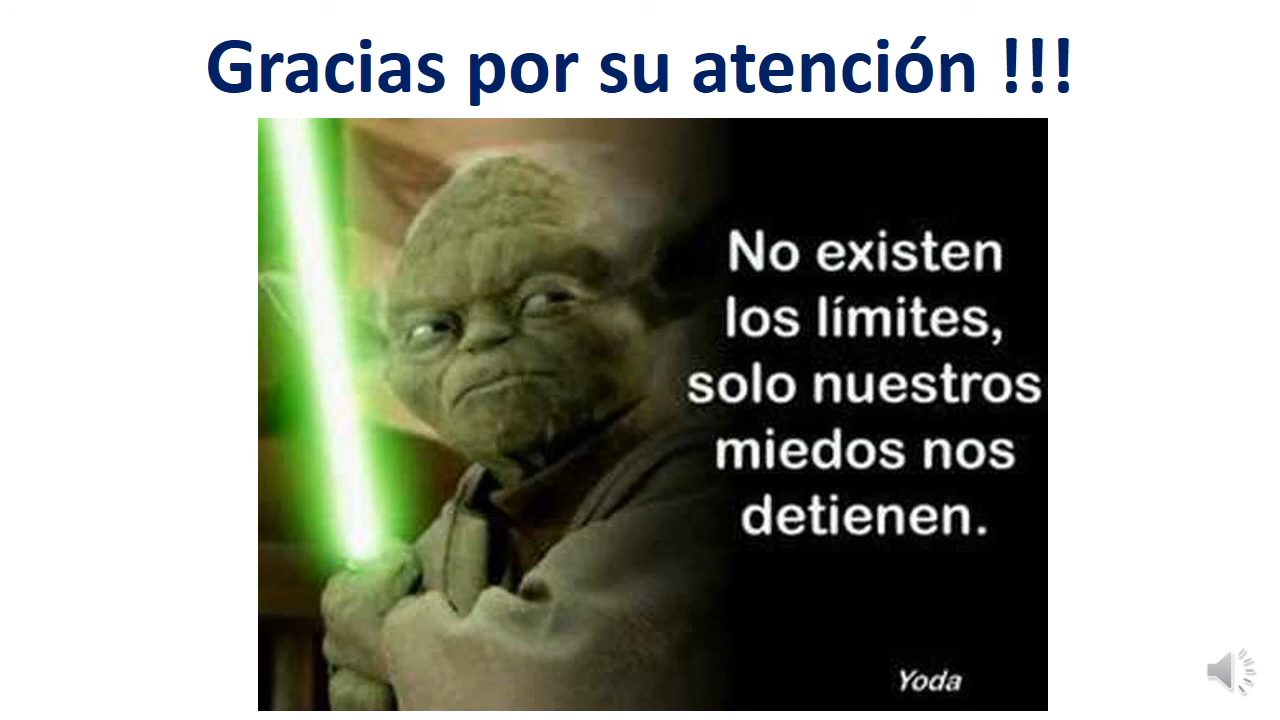 Gracias por su atención !!!
No existen
los límites,
solo nuestros
miedos nos
detienen.
Yoda